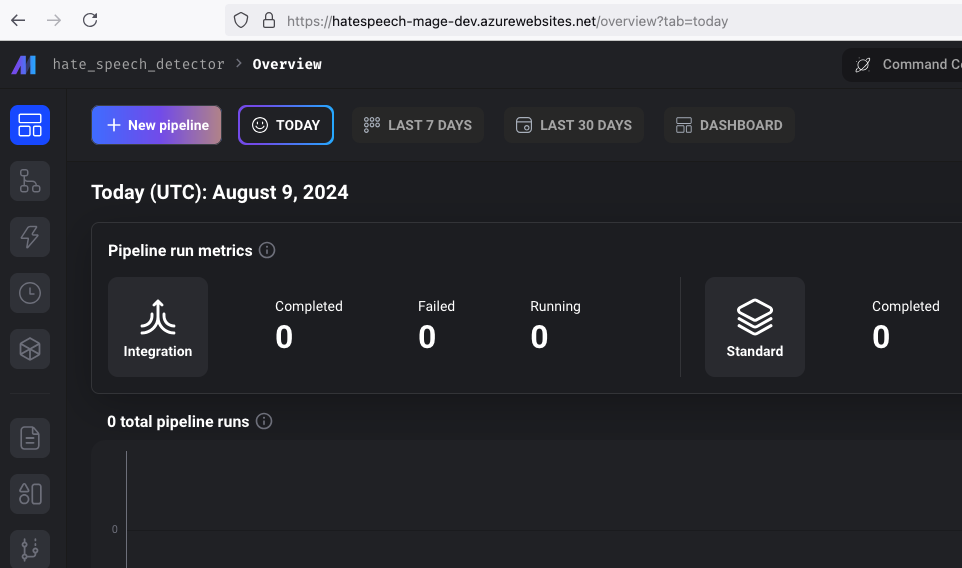 https://hatespeech-mage-dev.azurewebsites.net/overview?tab=today
hate_speech_detector > Overview
Command Ce
+ New pipeline
TODAY
LAST 7 DAYS
LAST 30 DAYS
DASHBOARD
Today (UTC): August 9, 2024
Pipeline run metrics
Integration
Completed
0
Failed
0
Running
0
Standard
Completed
0
0 total pipeline runs
0